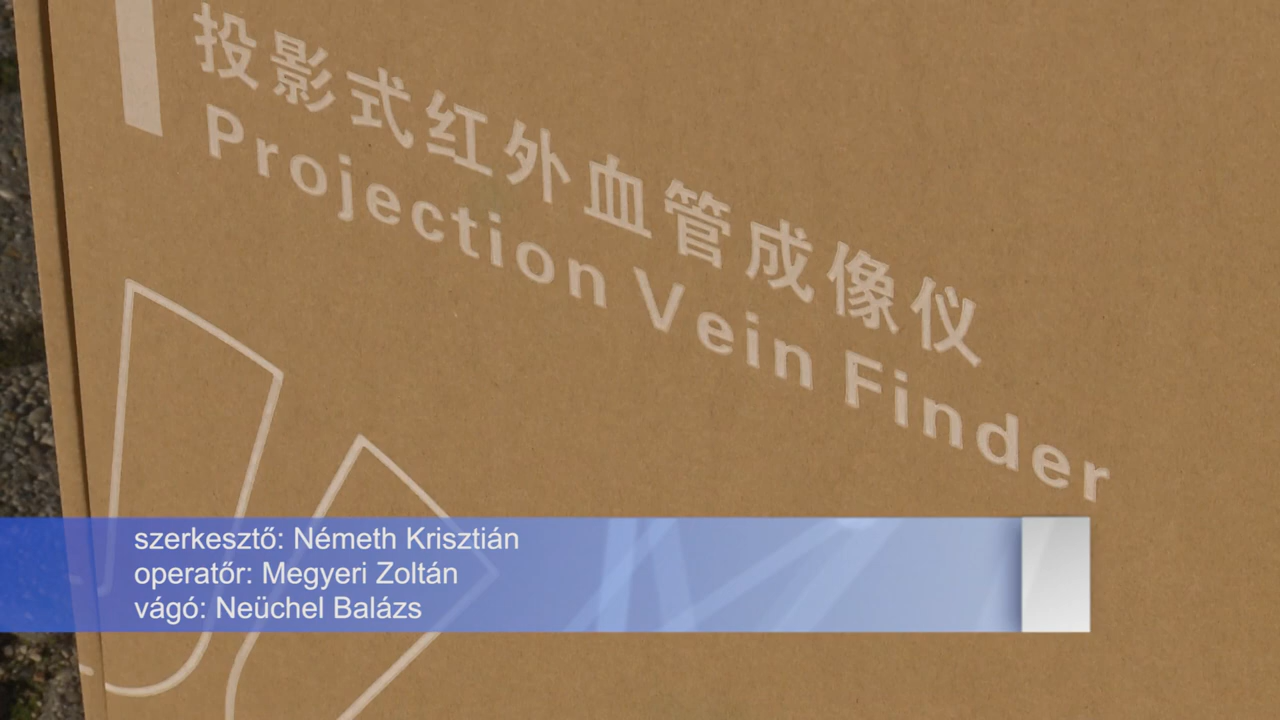 投影式红外血管成像仪
Projection Vein Finder
szerkesztő: Németh Krisztián
operatőr: Megyeri Zoltán
vágó: Neüchel Balázs